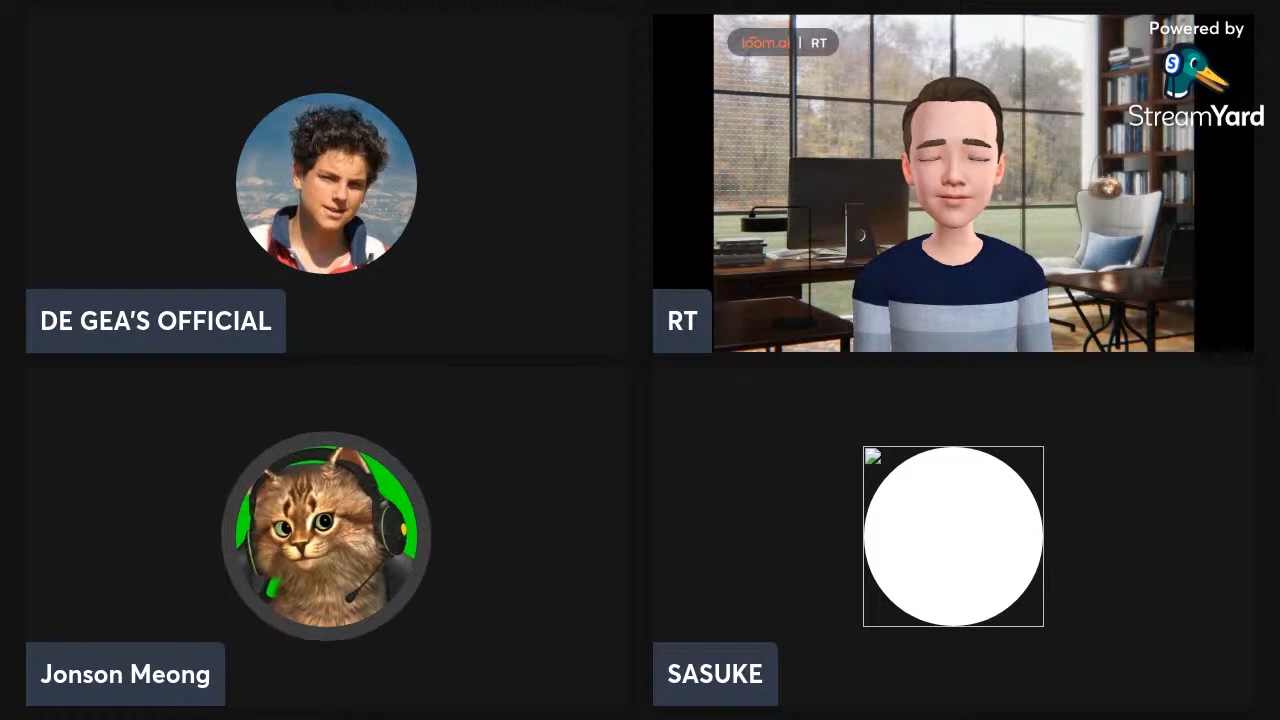 DE GEA'S OFFICIAL
loom.ai | RT
Powered by
StreamYard
RT
Jonson Meong
SASUKE